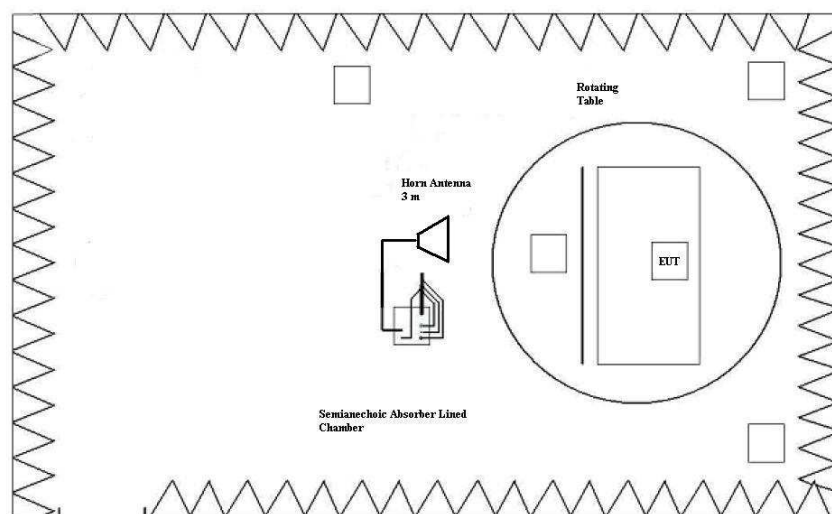 Rotating
Table
Horn Antenna
3 m
EUT
Semianechoic Absorber Lined
Chamber